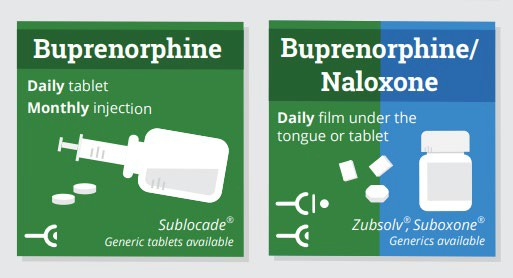 Buprenorphine
Daily tablet
Monthly injection
Sublocade®
Generic tablets available
Buprenorphine/
Naloxone
Daily film under the
tongue or tablet
Zubsolv®, Suboxone®
Generics available